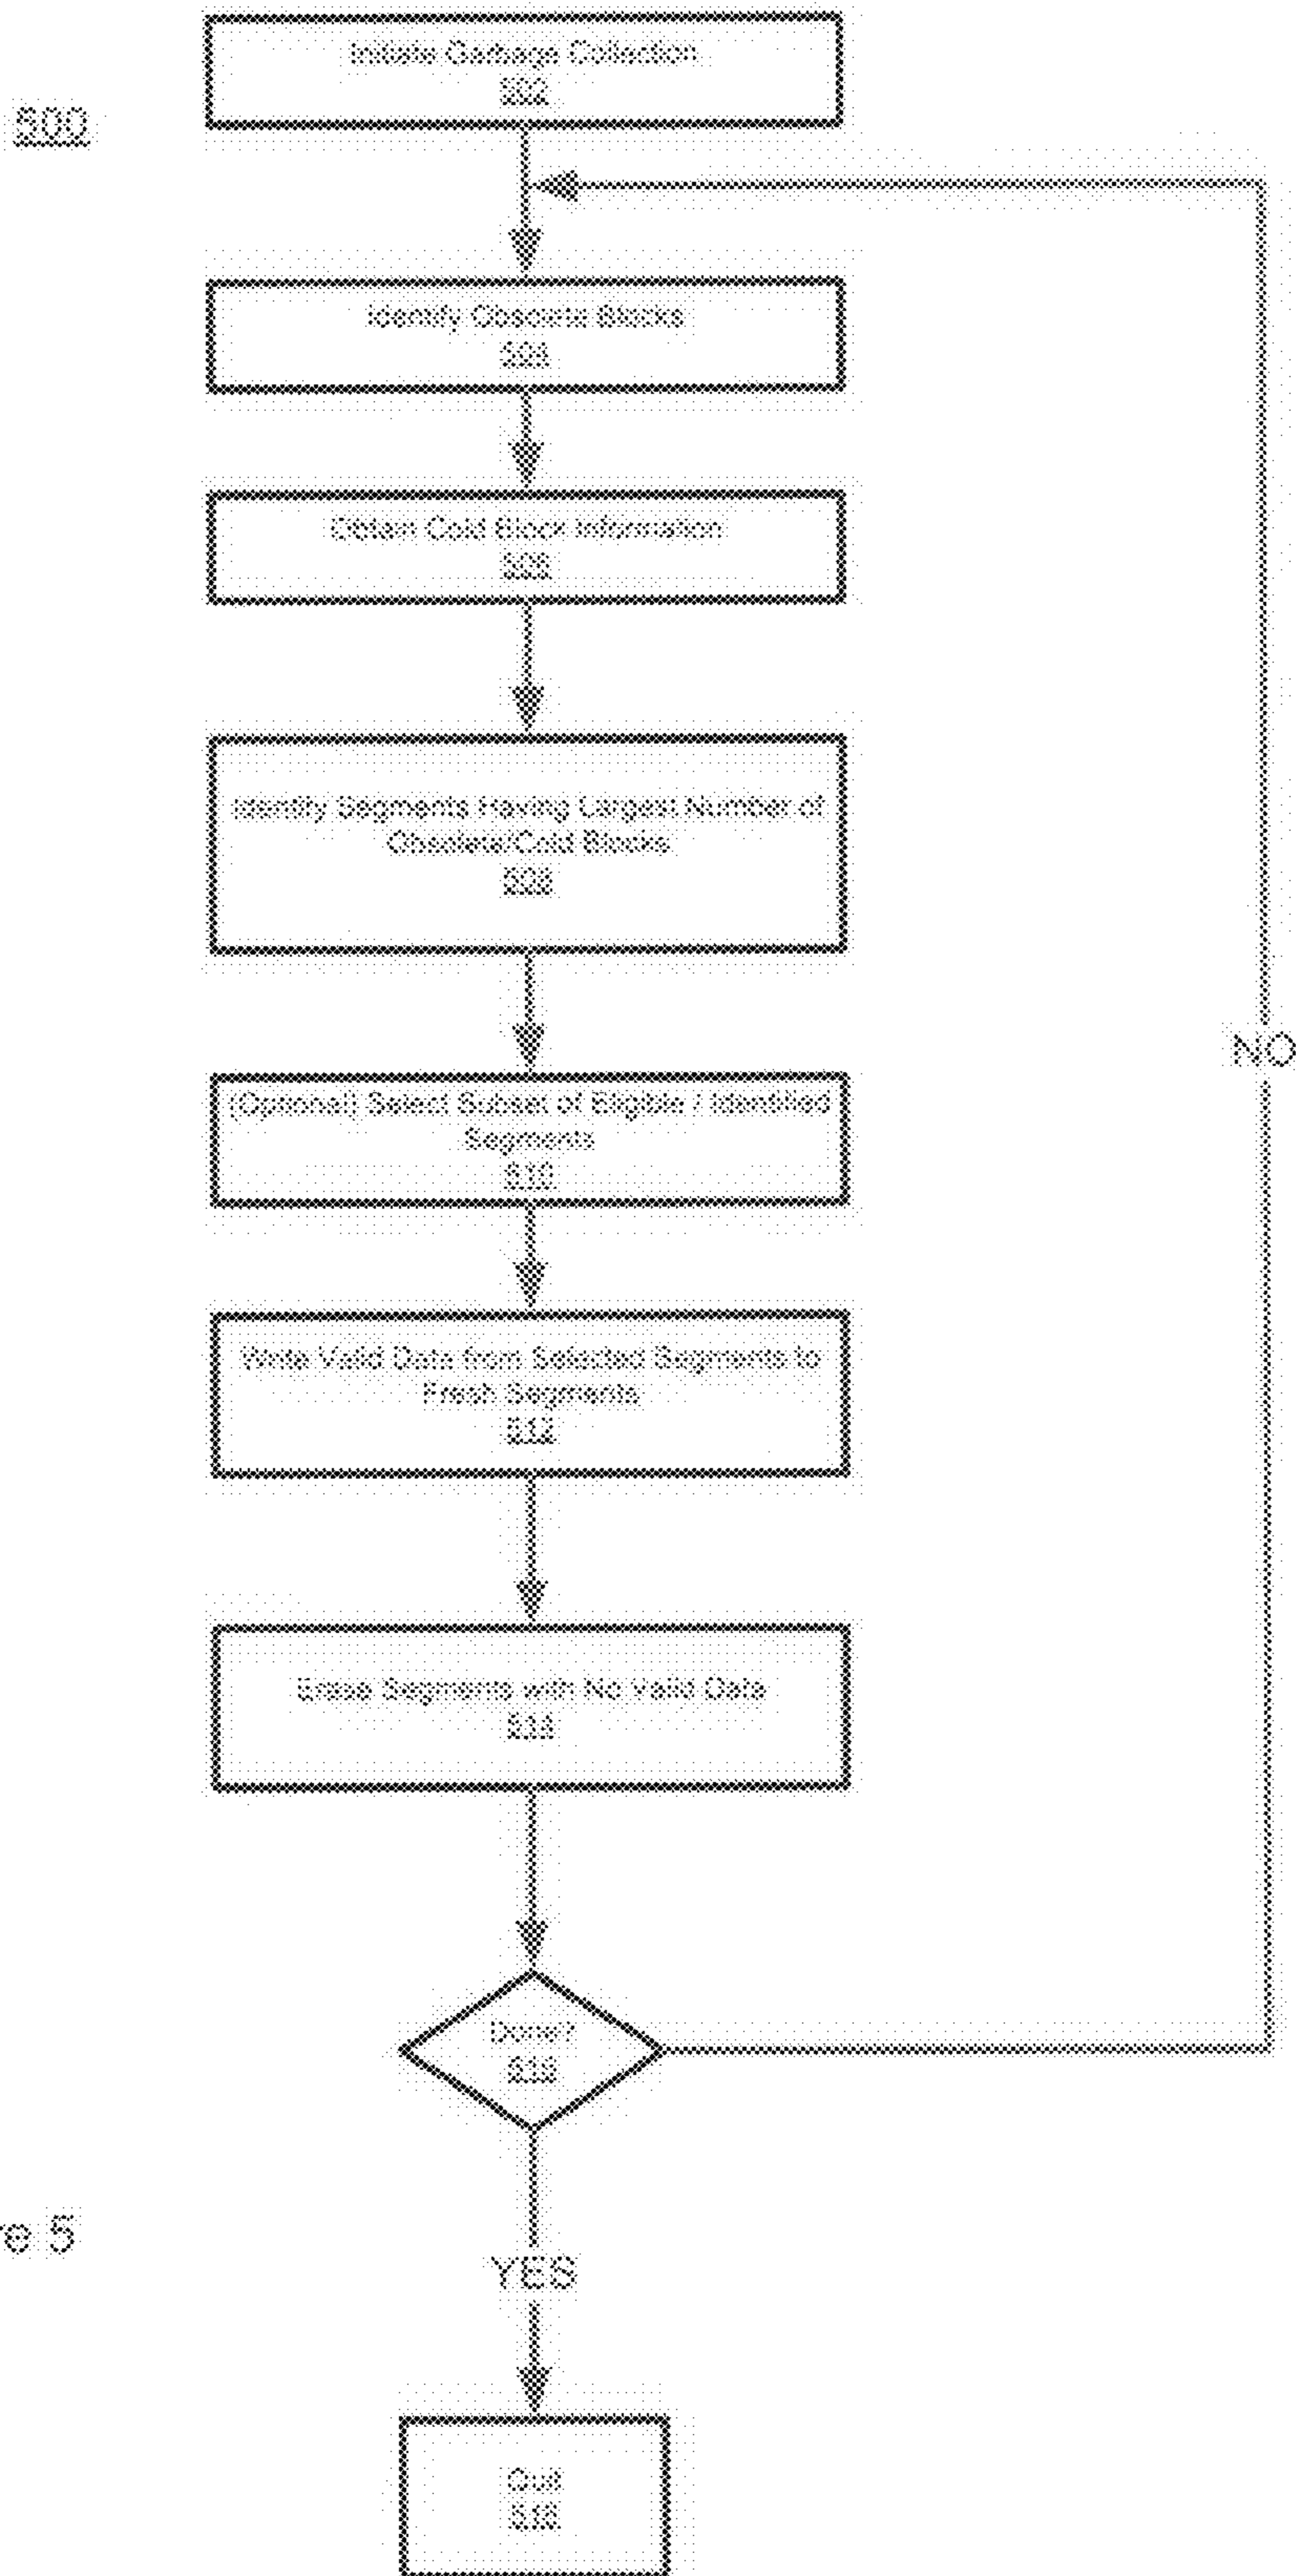 500
Initiate Garbage Collection
502
Identify Obsolete Blocks
504
Obtain Cold Block Information
506
Identify Segments Having Largest Number of
Obsolete/Cold Blocks
508
(Optional) Select Subset of Eligible / Identified
Segments
510
Write Valid Data from Selected Segments to
Fresh Segments
512
Erase Segments with No Valid Data
514
Done?
NO
re 5
YES
Quit